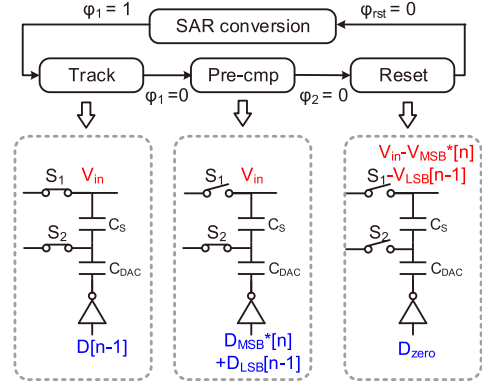 φ1 = 1
SAR conversion
φrst = 0
Track
φ1 =0
Pre-cmp
φ2 = 0
Reset
S1
Vin
CS
S2
CDAC
D[n-1]
S1
Vin
CS
S2
CDAC
DMSB*[n]
+DLSB[n-1]
Vin-VMSB*[n]
S1 -VLSB[n-1]
CS
S2
CDAC
Dzero